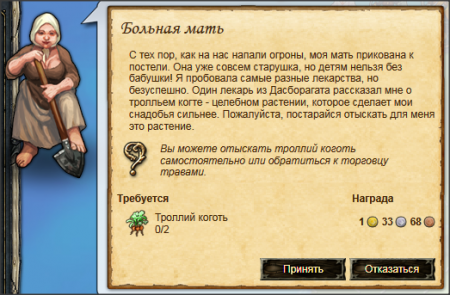 Больная мать
С тех пор, как на нас напали огроны, моя мать прикована к
постели. Она уже совсем старушка, но детям нельзя без
бабушки! Я пробовала самые разные лекарства, но
безуспешно. Один лекарь из Дасборагата рассказал мне о
тролльем когте - целебном растении, которое сделает мои
снадобья сильнее. Пожалуйста, постарайся отыскать для меня
это растение.
Вы можете отыскать троллий коготь
самостоятельно или обратиться к торговцу
травами.
Требуется Награда
Троллий коготь
0/2
1 33 68
Принять Отказаться